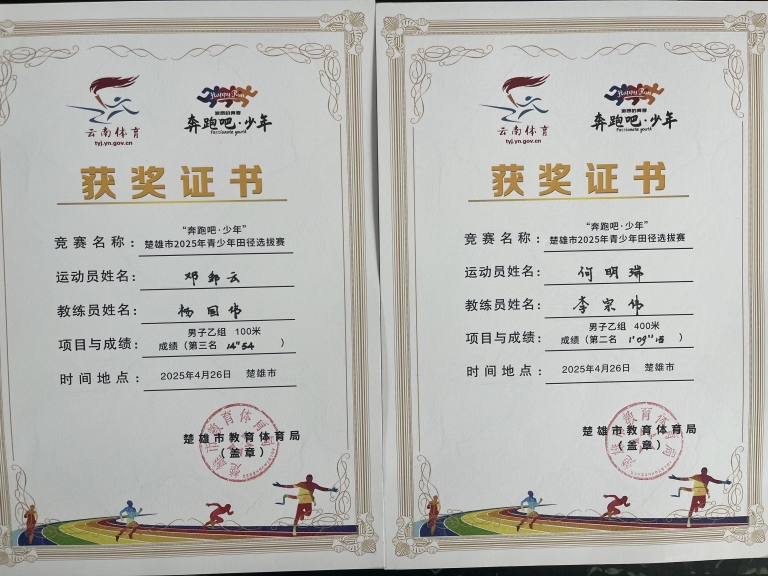 云南体育
tyj.yn.gov.cn
Happy Run
奔跑吧·少年
Passionate youth
获奖证书
竞赛名称：
“奔跑吧·少年”
楚雄市2025年青少年田径选拔赛
运动员姓名：邓 云
教练员姓名：杨国伟
项目与成绩：
男子乙组 100米
成绩（第三名 14"54 ）
时间地点：2025年4月26日 楚雄市
楚雄市教育体育局
（盖章）
云南体育
tyj.yn.gov.cn
Happy Run
奔跑吧·少年
Passionate youth
获奖证书
竞赛名称：
“奔跑吧·少年”
楚雄市2025年青少年田径选拔赛
运动员姓名：何明瑞
教练员姓名：李宗伟
项目与成绩：
男子乙组 400米
成绩（第二名 ）
时间地点：2025年4月26日 楚雄市
楚雄市教育体育局
（盖章）